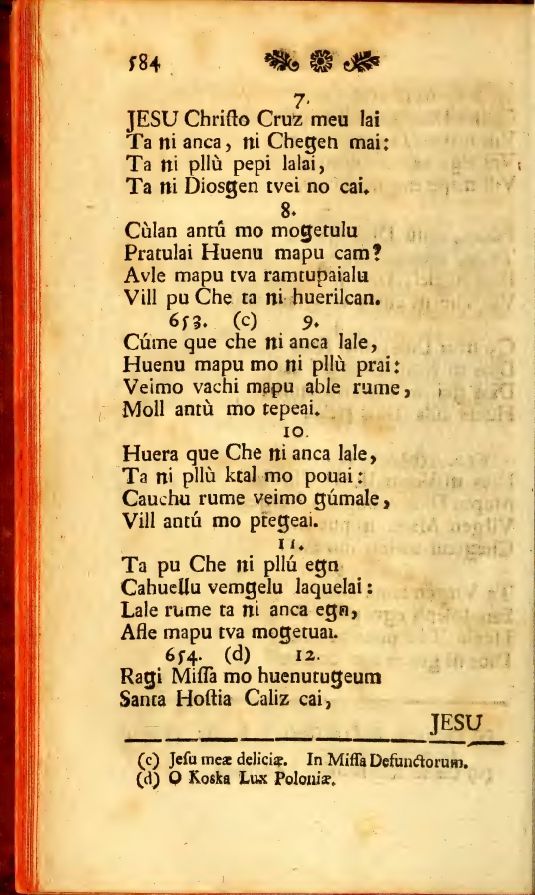 584
7.
JESU Chriſto Cruz meu lai
Ta ni anca, ni Chegen mai:
Ta ni pllù pepi lalai,
Ta ni Diosgen tvei no cai.
8.
Cùlan antú mo mogetulu
Pratulai Huenu mapu cam?
Avle mapu tva ramtupaialu
Vill pu Che ta ni huerilcan.
653. (c) 9.
Cúme que che ni anca lale,
Huenu mapu mo ni pllù prai:
Veimo vachi mapu able rume,
Moll antù mo tepeai.
10.
Huera que Che ni anca lale,
Ta ni pllù ktal mo pouai:
Cauchu rume veimo gúmale,
Vill antú mo ptegeai.
11.
Ta pu Che ni pllú egn
Cahuellu vemgelu laquelai:
Lale rume ta ni anca egn,
Aſle mapu tva mogetuai.
654. (d) 12.
Ragi Miſſa mo huenutugeum
Santa Hoſtia Caliz cai,
JESU
(c) Jeſu meæ deliciæ. In Miſſa Defunctorum.
(d) O Koska Lux Poloniæ.